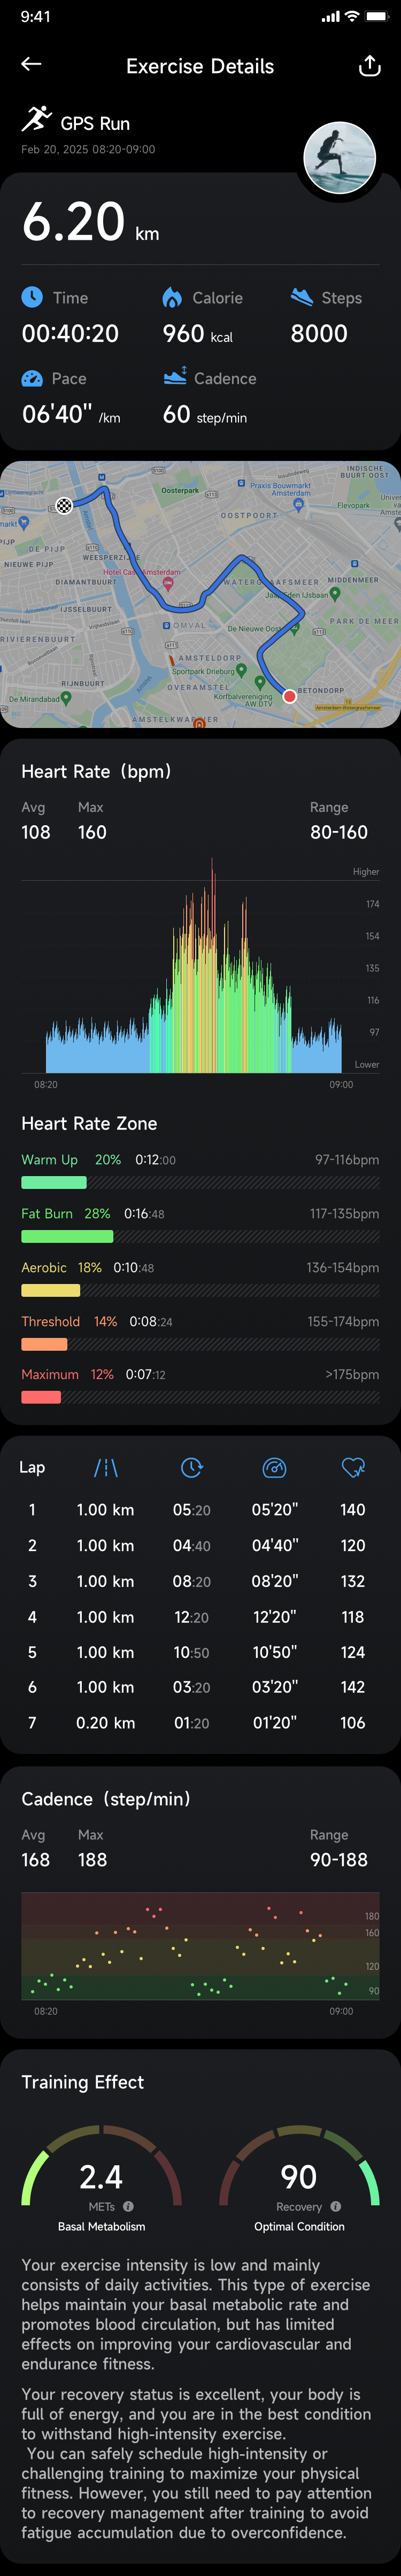 9:41
Exercise Details
GPS Run
Feb 20, 2025 08:20-09:00
6.20 km
Time Calorie Steps
00:40:20 960 kcal 8000
Pace Cadence
06'40" /km 60 step/min
INDISCHE
BUURT OOST
Oosterpark
Praxis Bouwmarkt
Amsterdam
Flevopark
OOSTPOORT
DE PIJP
WEESPERZIJDE
NIEUWE PIJP
Hotel Casa Amsterdam
DIAMANTBUURT
WATERGRAAFSMEER
MIDDENMEER
Jaap Eden IJsbaan
IJSSELBUURT
PARK DE MEER
OMVAL
De Nieuwe Oost
RIVIERENBUURT
AMSTELDORP
Sportpark Drieburg
RIJNBUURT
OVERAMSTEL
BETONDORP
De Mirandabad
Korfbalvereniging
AW.DTV
AMSTELKWARTIER
Heart Rate（bpm）
Avg Max Range
108 160 80-160
Higher
174
154
135
116
97
Lower
08:20 09:00
Heart Rate Zone
Warm Up 20% 0:12:00 97-116bpm
Fat Burn 28% 0:16:48 117-135bpm
Aerobic 18% 0:10:48 136-154bpm
Threshold 14% 0:08:24 155-174bpm
Maximum 12% 0:07:12 >175bpm
Lap
1 1.00 km 05:20 05'20" 140
2 1.00 km 04:40 04'40" 120
3 1.00 km 08:20 08'20" 132
4 1.00 km 12:20 12'20" 118
5 1.00 km 10:50 10'50" 124
6 1.00 km 03:20 03'20" 142
7 0.20 km 01:20 01'20" 106
Cadence（step/min）
Avg Max Range
168 188 90-188
180
160
120
90
08:20 09:00
Training Effect
2.4 90
METs Recovery
Basal Metabolism Optimal Condition
Your exercise intensity is low and mainly
consists of daily activities. This type of exercise
helps maintain your basal metabolic rate and
promotes blood circulation, but has limited
effects on improving your cardiovascular and
endurance fitness.
Your recovery status is excellent, your body is
full of energy, and you are in the best condition
to withstand high-intensity exercise.
You can safely schedule high-intensity or
challenging training to maximize your physical
fitness. However, you still need to pay attention
to recovery management after training to avoid
fatigue accumulation due to overconfidence.